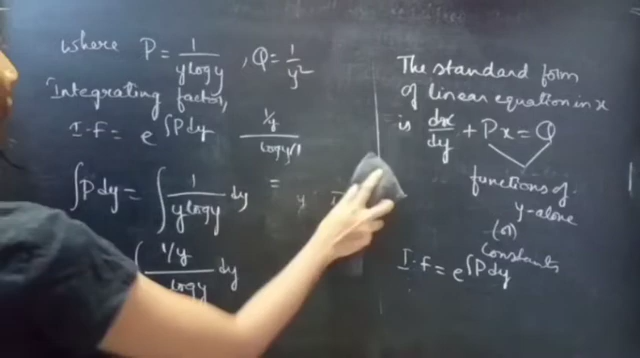 where P = 1/(y log y) , Q = 1/y²
Integrating factor,
I.F = e^∫Pdy
1/y / log y
∫Pdy = ∫ 1/(y log y) dy =
∫ (1/y)/(log y) dy
The standard form
of linear equation in x
is dx/dy + Px = Q
functions of
y-alone
(or)
constants
I.f = e^∫Pdy